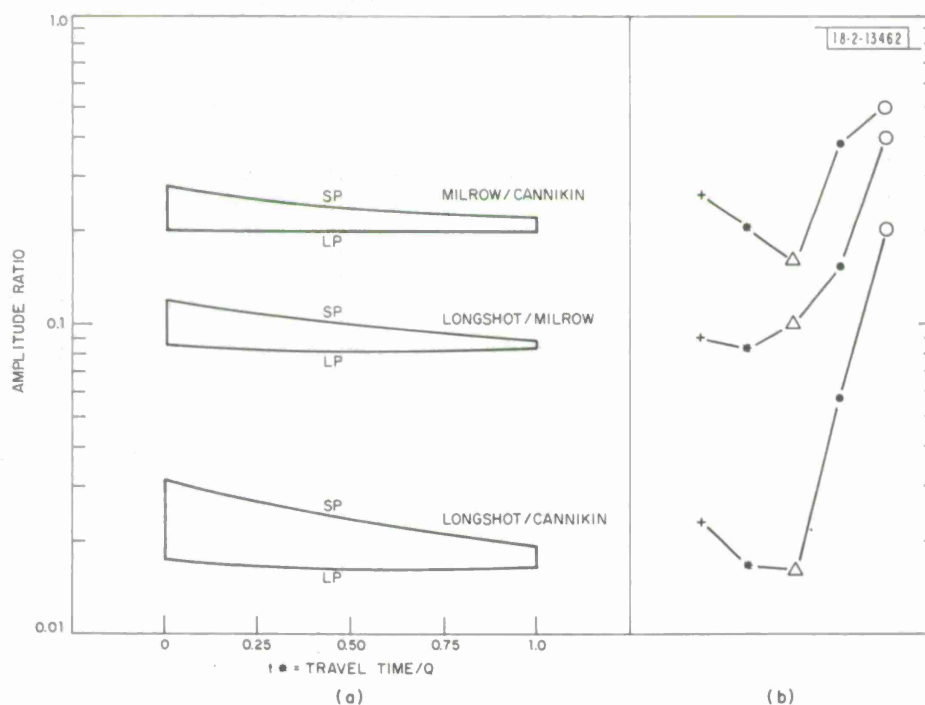 1.0
18-2-13462
SP
MILROW/CANNIKIN
LP
AMPLITUDE RATIO
0.1
SP
LONGSHOT/MILROW
LP
SP
LONGSHOT/CANNIKIN
LP
0.01
0 0.25 0.50 0.75 1.0
t * = TRAVEL TIME/Q
(a) (b)